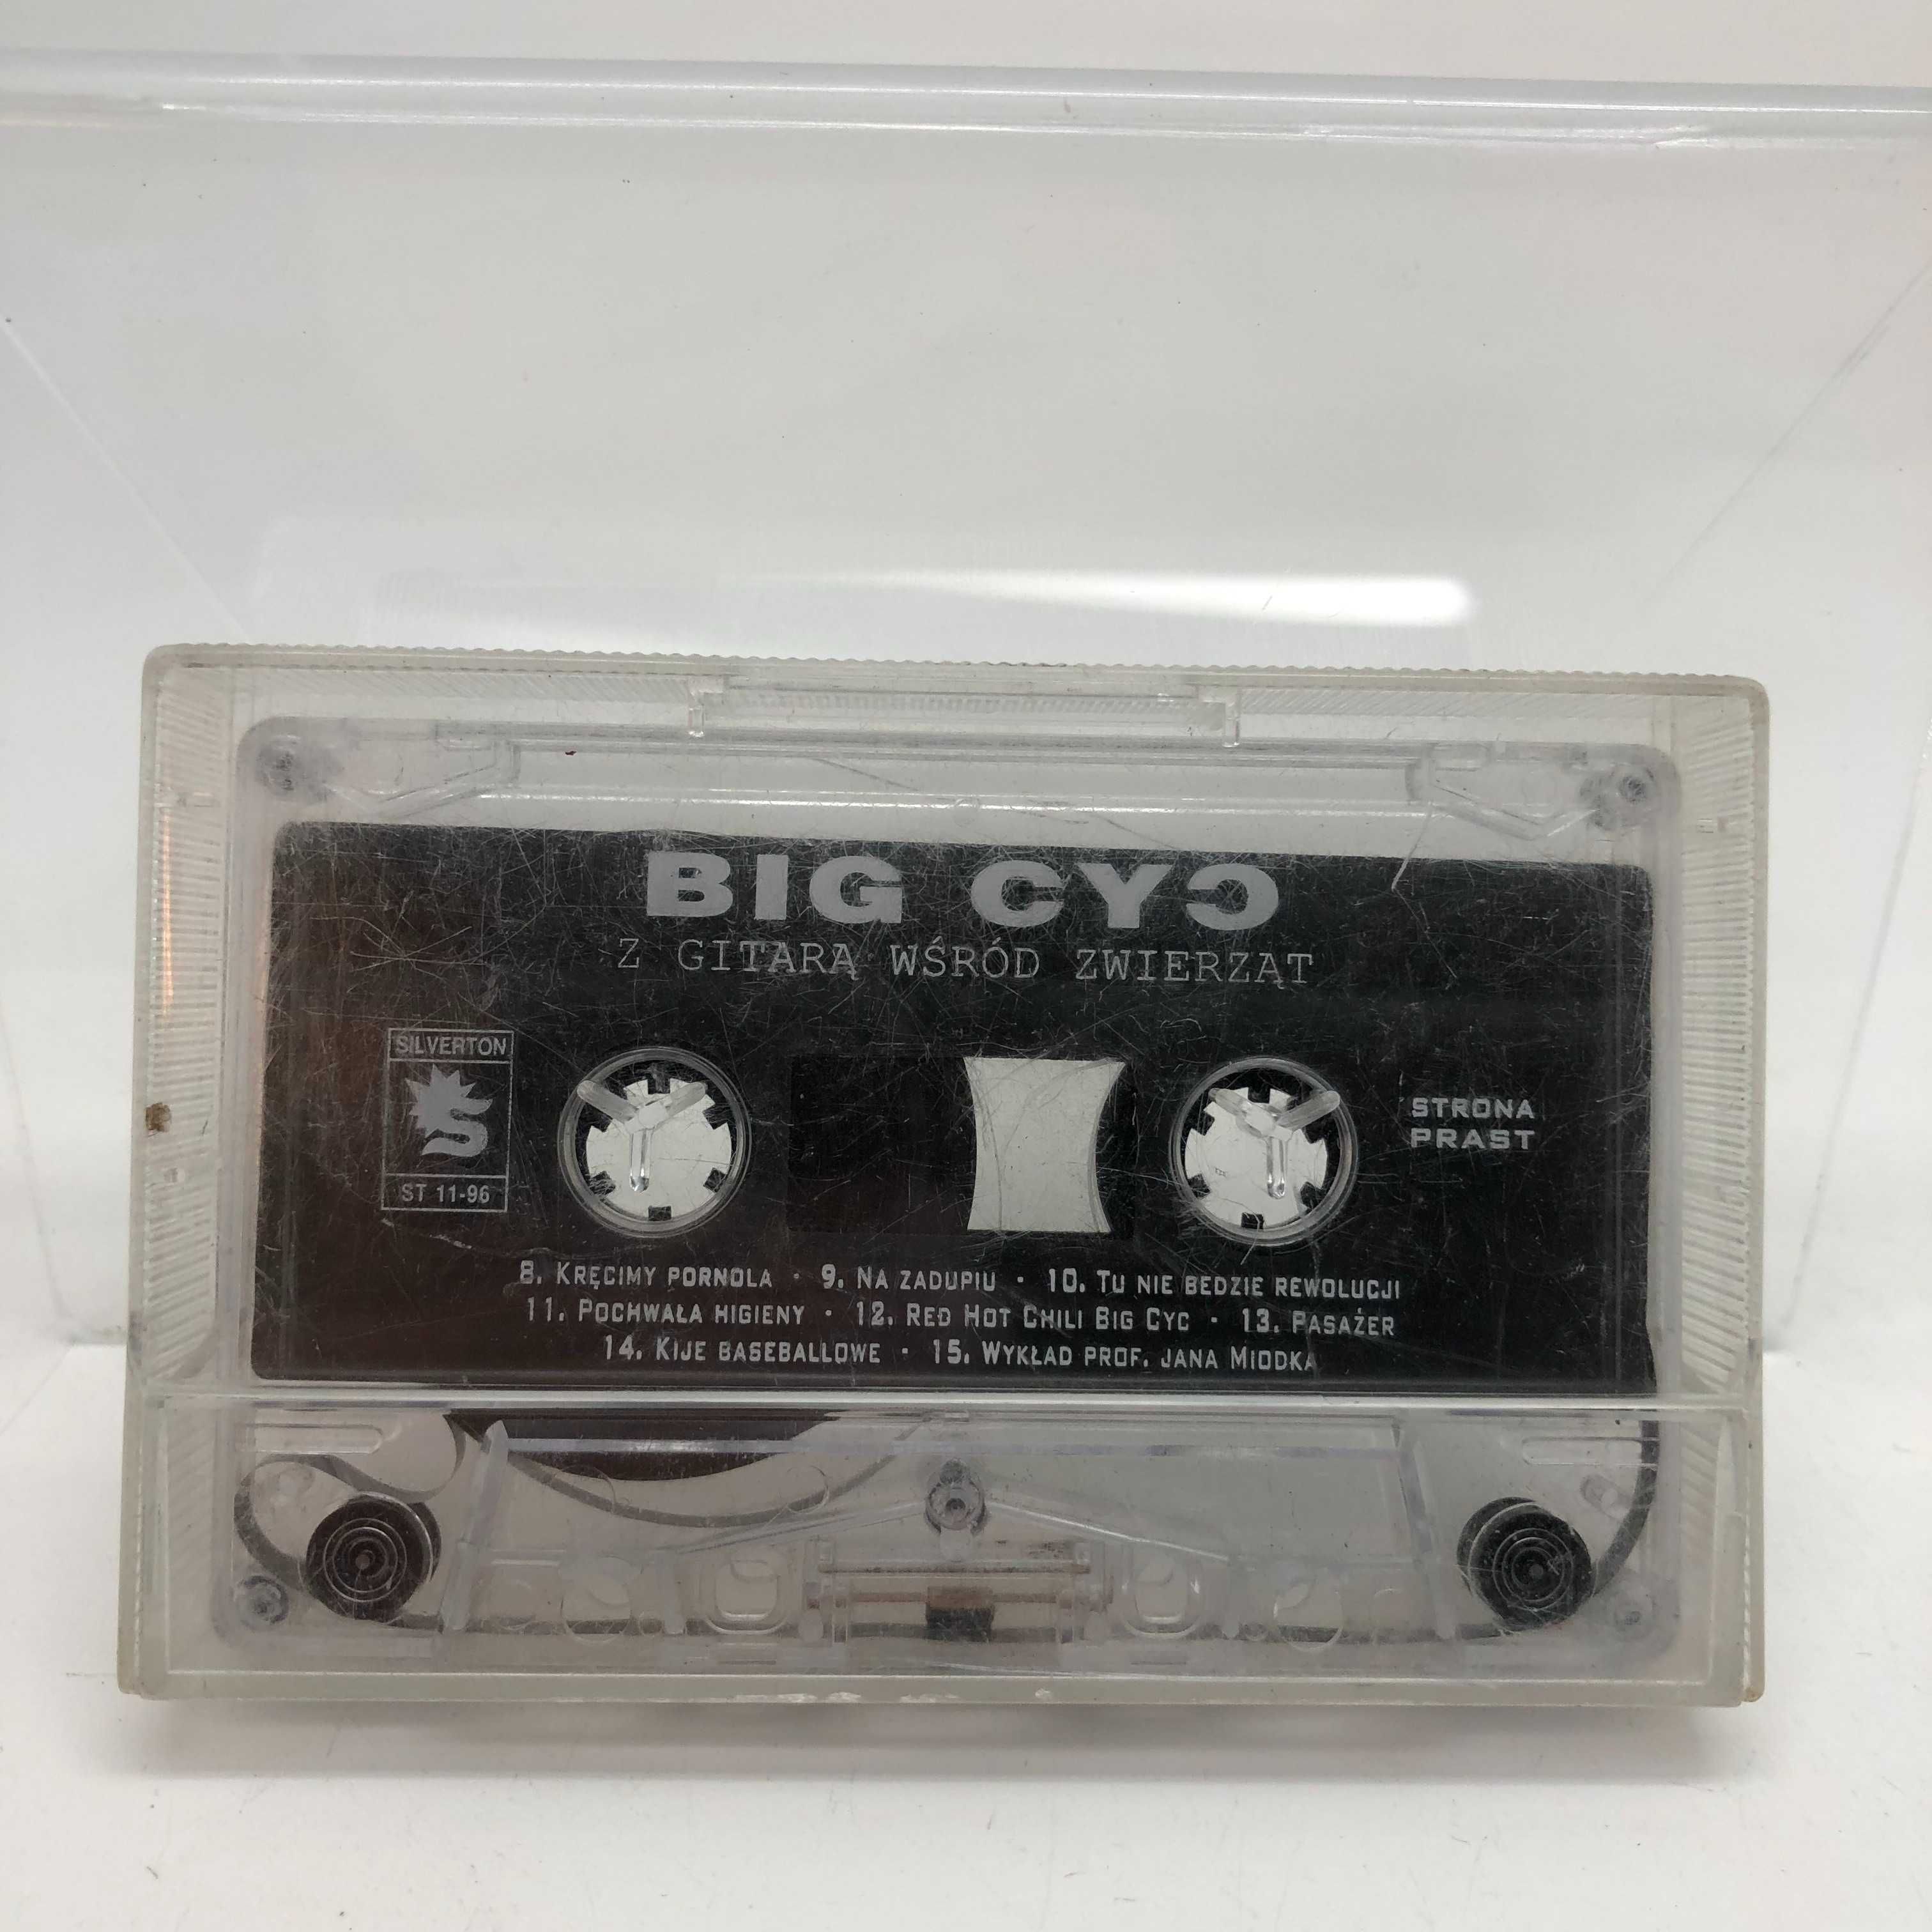 BIG CYC
Z GITARĄ WŚRÓD ZWIERZĄT
SILVERTON
ST 11-96
STRONA
PRAST
8. KRĘCIMY PORNOLA · 9. NA ZADUPIU · 10. TU NIE BEDZIE REWOLUCJI
11. POCHWAŁA HIGIENY · 12. RED HOT CHILI BIG CYC · 13. PASAŻER
14. KIJE BASEBALLOWE · 15. WYKŁAD PROF. JANA MIODKA